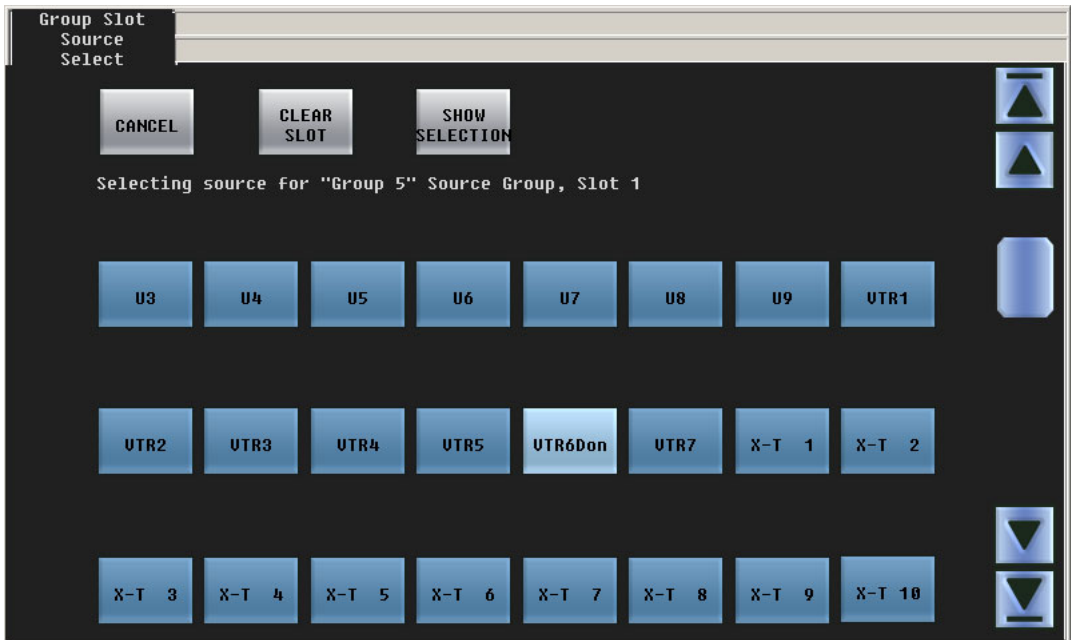 Group Slot
Source
Select
CANCEL
CLEAR
SLOT
SHOW
SELECTION
Selecting source for "Group 5" Source Group, Slot 1
U3 U4 U5 U6 U7 U8 U9 VTR1
VTR2 VTR3 VTR4 VTR5 VTR6Don VTR7 X-T 1 X-T 2
X-T 3 X-T 4 X-T 5 X-T 6 X-T 7 X-T 8 X-T 9 X-T 10